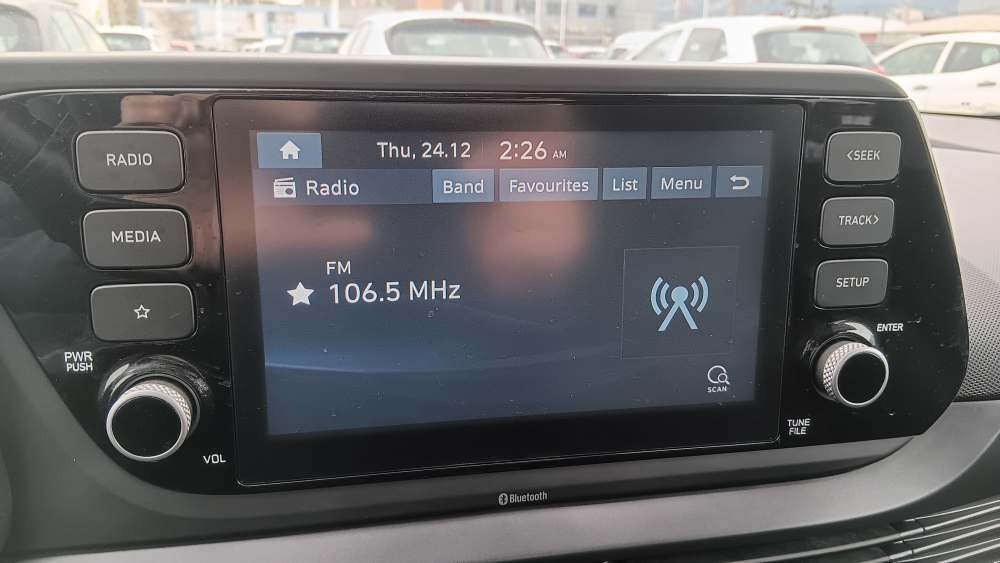 RADIO
MEDIA
PWR
PUSH
VOL
Thu, 24.12 2:26 AM
Radio Band Favourites List Menu
FM
106.5 MHz
SCAN
<SEEK
TRACK>
SETUP
ENTER
TUNE
FILE
Bluetooth